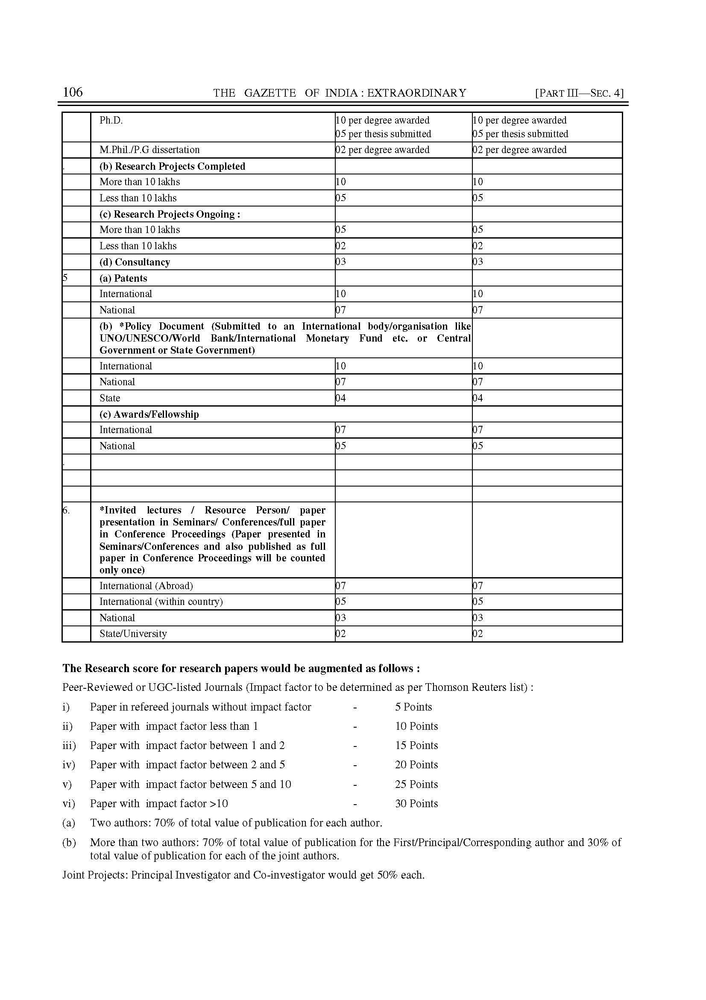 106 THE GAZETTE OF INDIA : EXTRAORDINARY [PART III—SEC. 4]
Ph.D. 10 per degree awarded 10 per degree awarded
05 per thesis submitted 05 per thesis submitted
M.Phil./P.G dissertation 02 per degree awarded 02 per degree awarded
. (b) Research Projects Completed
More than 10 lakhs 10 10
Less than 10 lakhs 05 05
(c) Research Projects Ongoing :
More than 10 lakhs 05 05
Less than 10 lakhs 02 02
(d) Consultancy 03 03
5 (a) Patents
International 10 10
National 07 07
(b) *Policy Document (Submitted to an International body/organisation like
UNO/UNESCO/World Bank/International Monetary Fund etc. or Central
Government or State Government)
International 10 10
National 07 07
State 04 04
(c) Awards/Fellowship
International 07 07
National 05 05
.
6. *Invited lectures / Resource Person/ paper
presentation in Seminars/ Conferences/full paper
in Conference Proceedings (Paper presented in
Seminars/Conferences and also published as full
paper in Conference Proceedings will be counted
only once)
International (Abroad) 07 07
International (within country) 05 05
National 03 03
State/University 02 02
The Research score for research papers would be augmented as follows :
Peer-Reviewed or UGC-listed Journals (Impact factor to be determined as per Thomson Reuters list) :
i) Paper in refereed journals without impact factor - 5 Points
ii) Paper with impact factor less than 1 - 10 Points
iii) Paper with impact factor between 1 and 2 - 15 Points
iv) Paper with impact factor between 2 and 5 - 20 Points
v) Paper with impact factor between 5 and 10 - 25 Points
vi) Paper with impact factor >10 - 30 Points
(a) Two authors: 70% of total value of publication for each author.
(b) More than two authors: 70% of total value of publication for the First/Principal/Corresponding author and 30% of
total value of publication for each of the joint authors.
Joint Projects: Principal Investigator and Co-investigator would get 50% each.